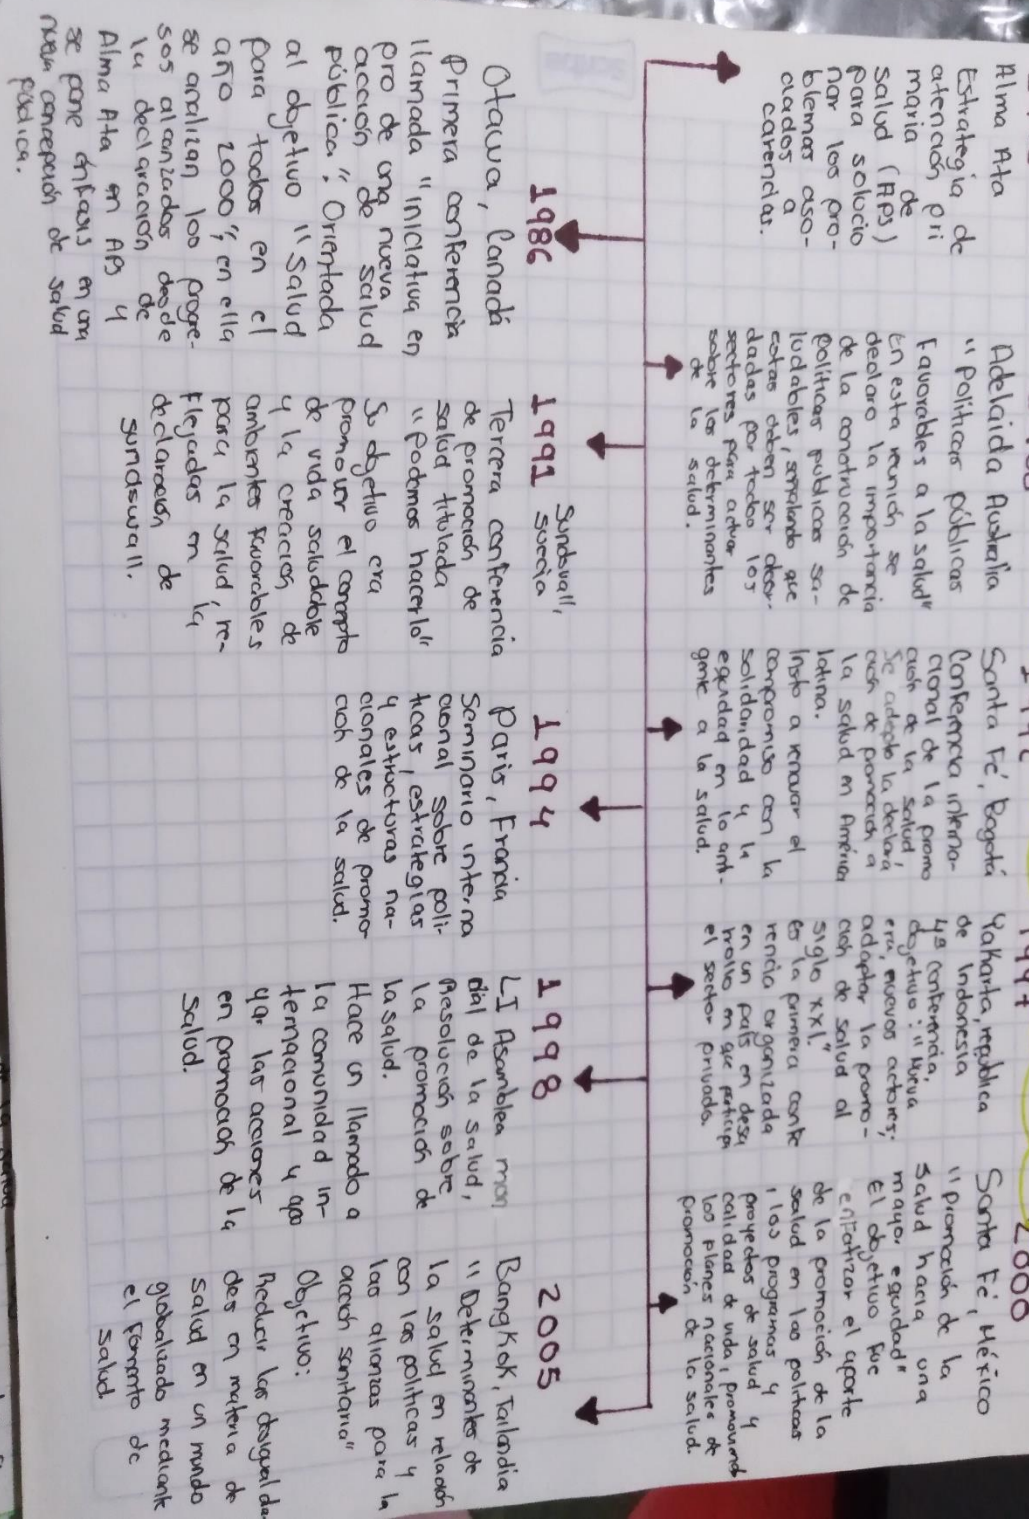 Alma Ata
Estrategia de
atención pri
maria de
salud (APS)
para solucio
nar los pro-
blemas aso-
ciados a
carencias.
Adelaida Australia
"Politicas públicas
Favorables a la salud"
En esta reunión se
declaro la importancia
de la construcción de
politicas publicas sa-
ludables, señalando que
estas deben ser abor-
dadas por todos los
sectores para actuar
sobre los determinantes
de la salud.
Santa Fé, Bogotá
Conferencia interna-
cional de la promo
ción de la salud,
Se adopto la declara
ción de promoción a
la salud en América
latina.
Insto a renovar el
compromiso con la
solidaridad y la
equidad en lo ant-
gente a la salud.
1997
Yakarta, republica
de Indonesia
4ª conferencia.
objetivo: "Nueva
era, nuevos actores;
adaptar la promo-
ción de salud al
siglo XXI."
Es la primera confe
rencia organizada
en un país en desa
rrollo en que participa
el sector privado.
2000
Santa Fé, México
"promoción de la
salud hacia una
mayor equidad"
El objetivo fue
enfatizar el aporte
de la promoción de la
salud en las politicas
, los programas y
proyectos de salud y
calidad de vida, promoviend
los planes nacionales de
promoción de la salud.
1986
Otawa, Canadá
Primera conferencia
llamada "iniciativa en
pro de una nueva
acción de salud
pública". Orientada
al objetivo "Salud
para todos en el
año 2000", en ella
se analizan los progre-
sos alcanzados desde
la declaración de
Alma Ata en APS y
se pone énfasis en una
nueva concepción de salud
pública.
1991 Sundvall,
suecia
Tercera conferencia
de promoción de
salud titulada
"podemos hacerlo"
Su objetivo era
promover el concepto
de vida saludable
y la creación de
ambientes favorables
para la salud, re-
flejadas en la
declaración de
sundswall.
1994
Paris, Francia
Seminario interna
cional sobre poli-
ticas, estrategias
y estructuras na-
cionales de promo-
ción de la salud.
1998
LI Asamblea mun
dial de la salud,
Resolución sobre
la promoción de
la salud.
Hace un llamado a
la comunidad in-
ternacional y apo
yar las acciones
en promoción de la
salud.
2005
Bangkok, Tailandia
"Determinantes de
la salud en relación
con las politicas y
las alianzas para la
acción sanitaria"
Objetivo:
Reducir las desigualda-
des en materia de
salud en un mundo
globalizado mediante
el fomento de
salud.